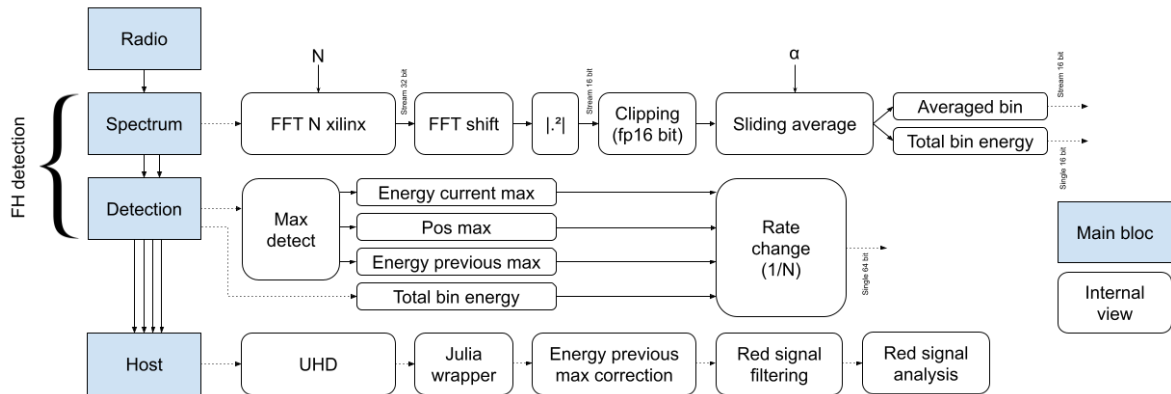 Radio
N
α
FH detection
Spectrum
FFT N xilinx
Stream 32 bit
FFT shift
|.²|
Stream 16 bit
Clipping
(fp16 bit)
Sliding average
Averaged bin
Stream 16 bit
Total bin energy
Single 16 bit
Detection
Max
detect
Energy current max
Pos max
Energy previous max
Total bin energy
Rate
change
(1/N)
Single 64 bit
Main bloc
Internal
view
Host
UHD
Julia
wrapper
Energy previous
max correction
Red signal
filtering
Red signal
analysis